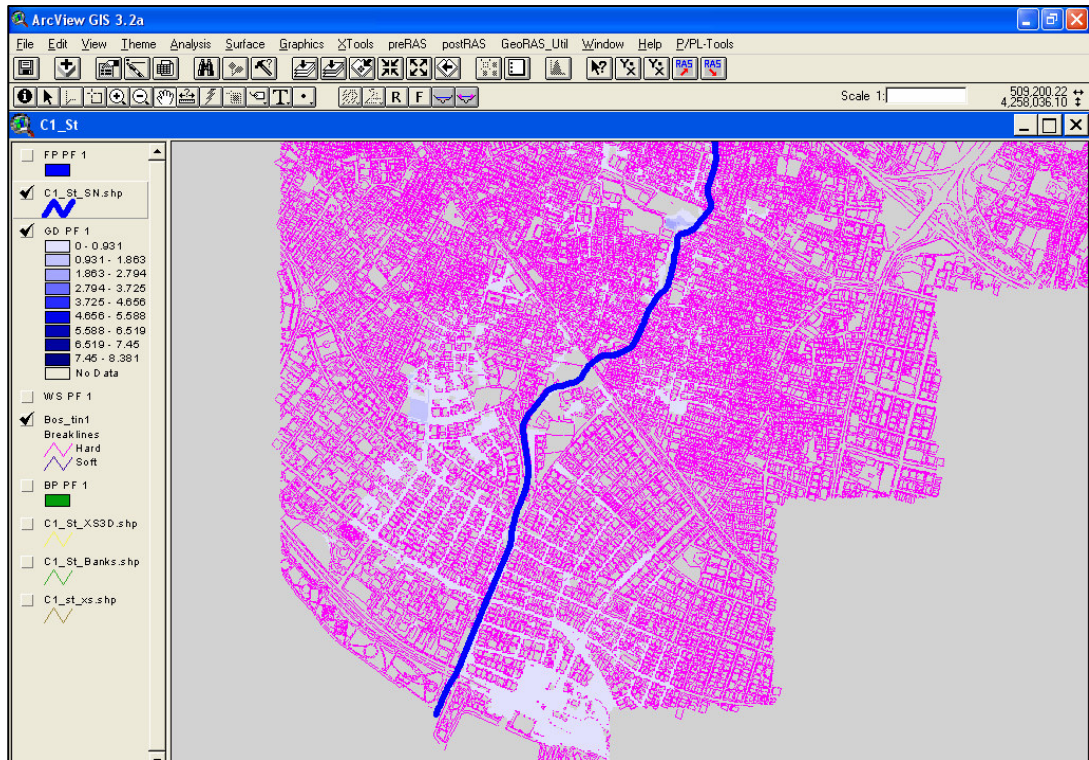 ArcView GIS 3.2a
File Edit View Theme Analysis Surface Graphics XTools preRAS postRAS GeoRAS_Util Window Help P/PL-Tools
RAS RAS
T R F Scale 1: 509,200.22
4,258,036.10
C1_St
FP PF 1
C1_St_SN.shp
GD PF 1
0 - 0.931
0.931 - 1.863
1.863 - 2.794
2.794 - 3.725
3.725 - 4.656
4.656 - 5.588
5.588 - 6.519
6.519 - 7.45
7.45 - 8.381
No Data
WS PF 1
Bos_tin1
Breaklines
Hard
Soft
BP PF 1
C1_St_XS3D.shp
C1_St_Banks.shp
C1_st_xs.shp